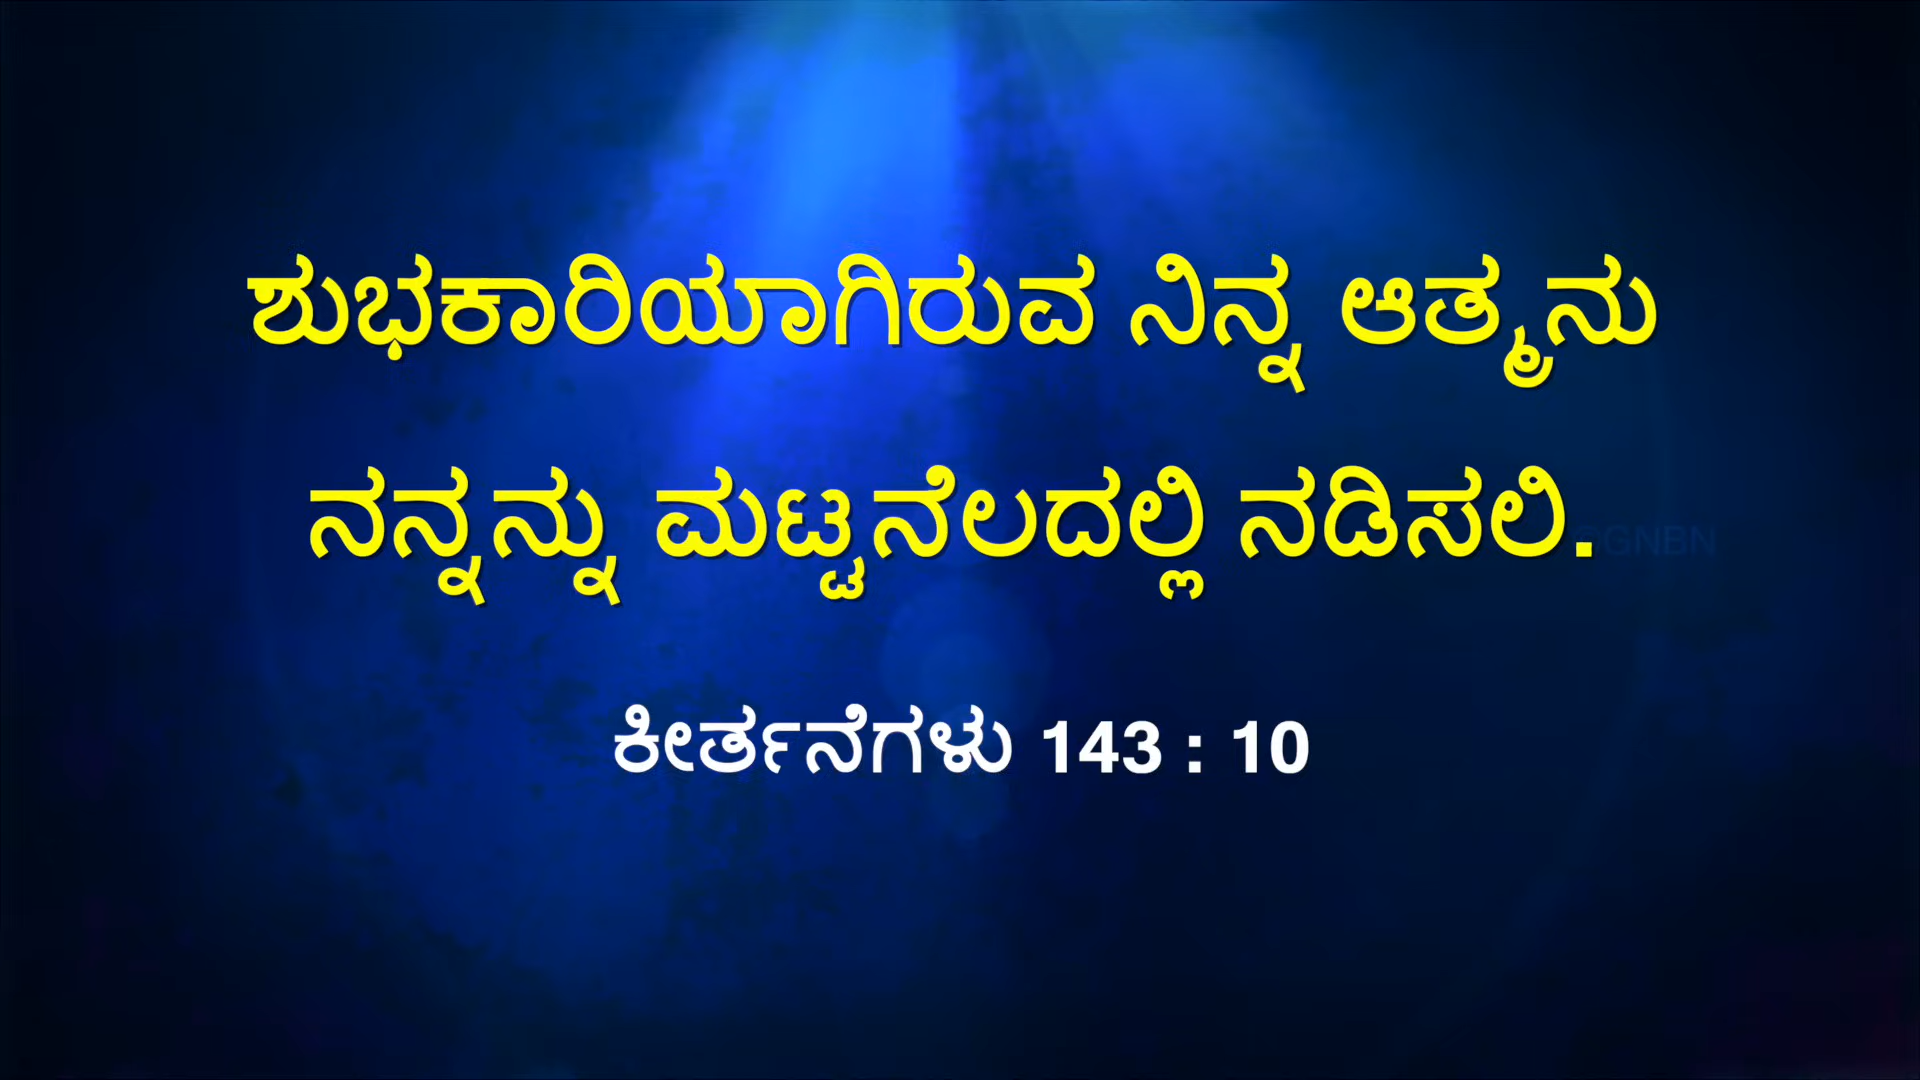 ಶುಭಕಾರಿಯಾಗಿರುವ ನಿನ್ನ ಆತ್ಮನು
ನನ್ನನ್ನು ಮಟ್ಟನೆಲದಲ್ಲಿ ನಡಿಸಲಿ.
ಕೀರ್ತನೆಗಳು 143 : 10